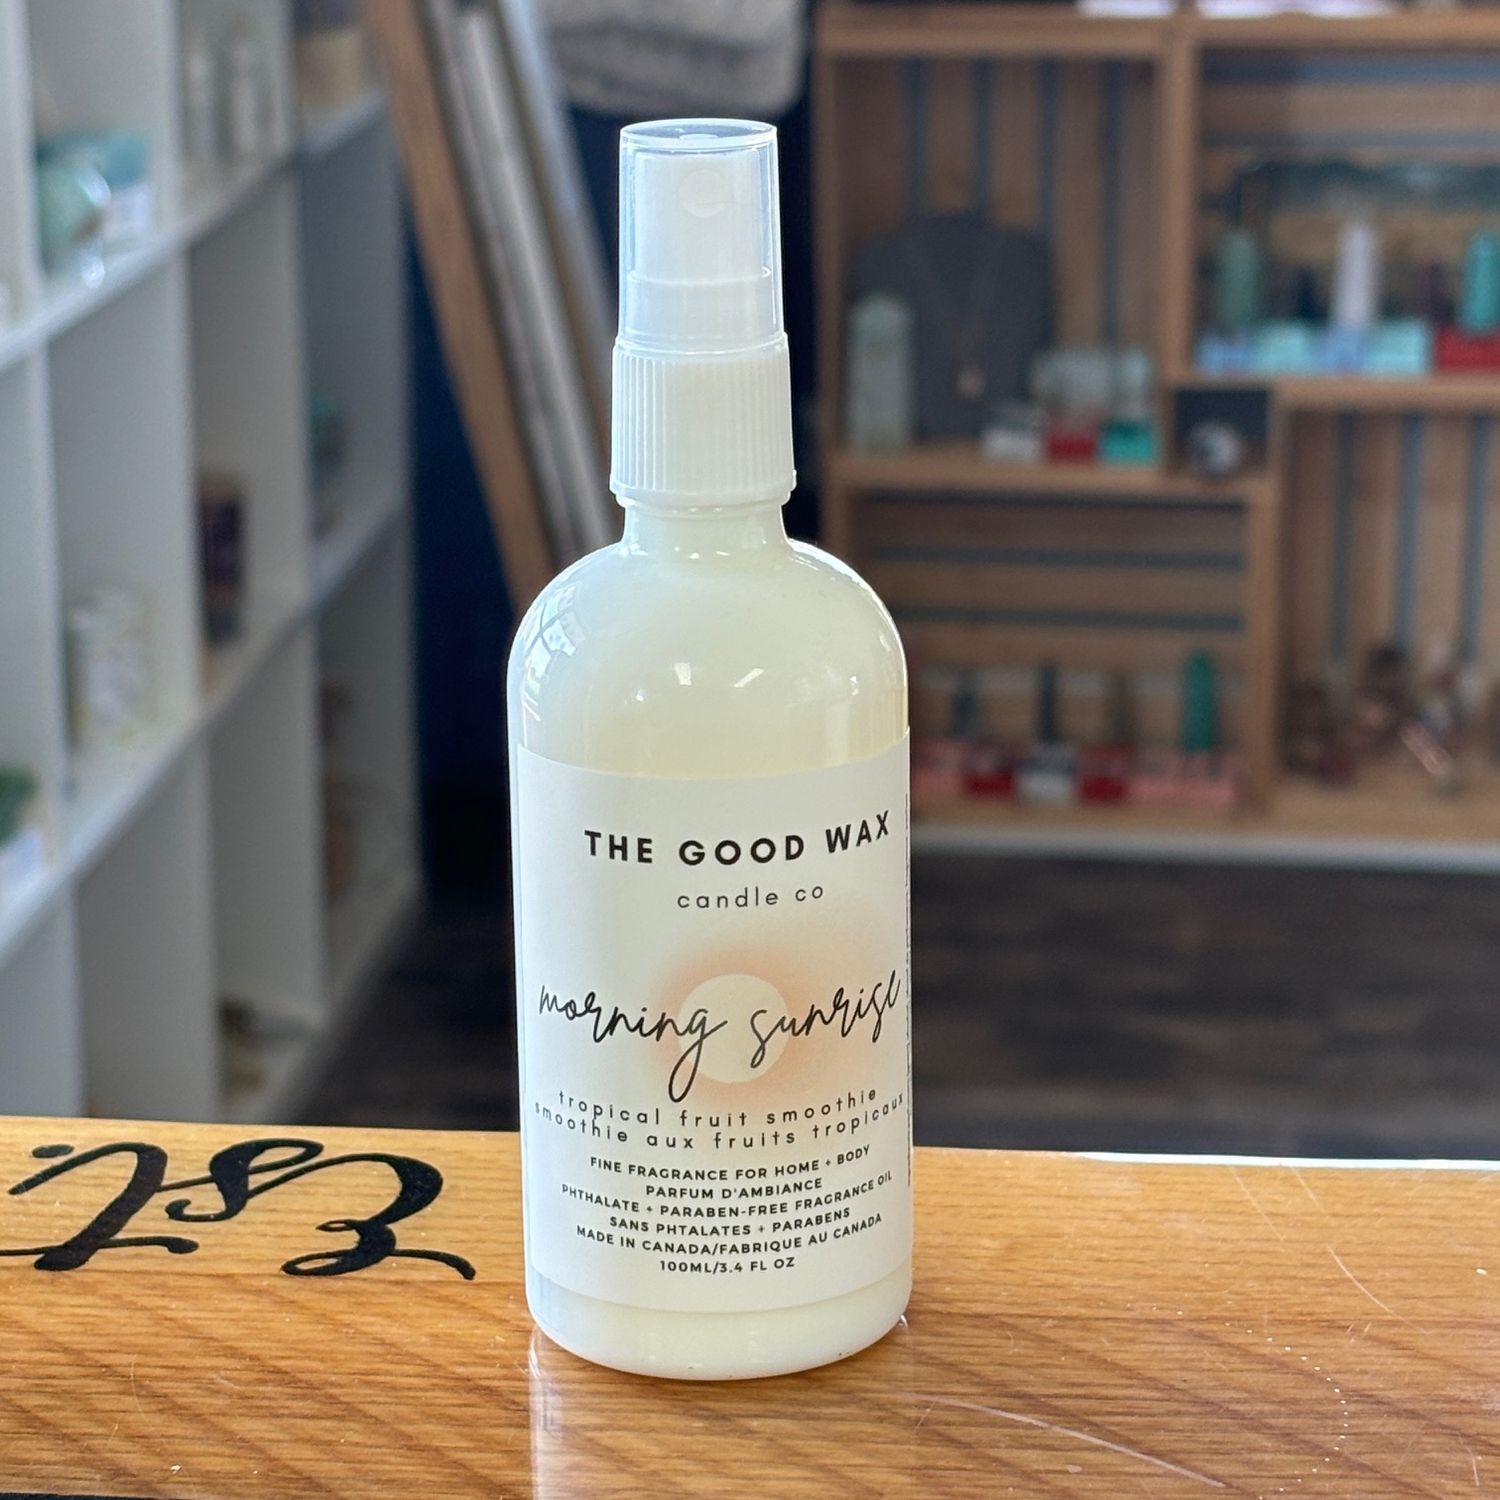 THE GOOD WAX
candle co
morning sunrise
tropical fruit smoothie
smoothie aux fruits tropicaux
FINE FRAGRANCE FOR HOME + BODY
PARFUM D'AMBIANCE
PHTHALATE + PARABEN-FREE FRAGRANCE OIL
SANS PHTALATES + PARABENS
MADE IN CANADA/FABRIQUE AU CANADA
100ML/3.4 FL OZ